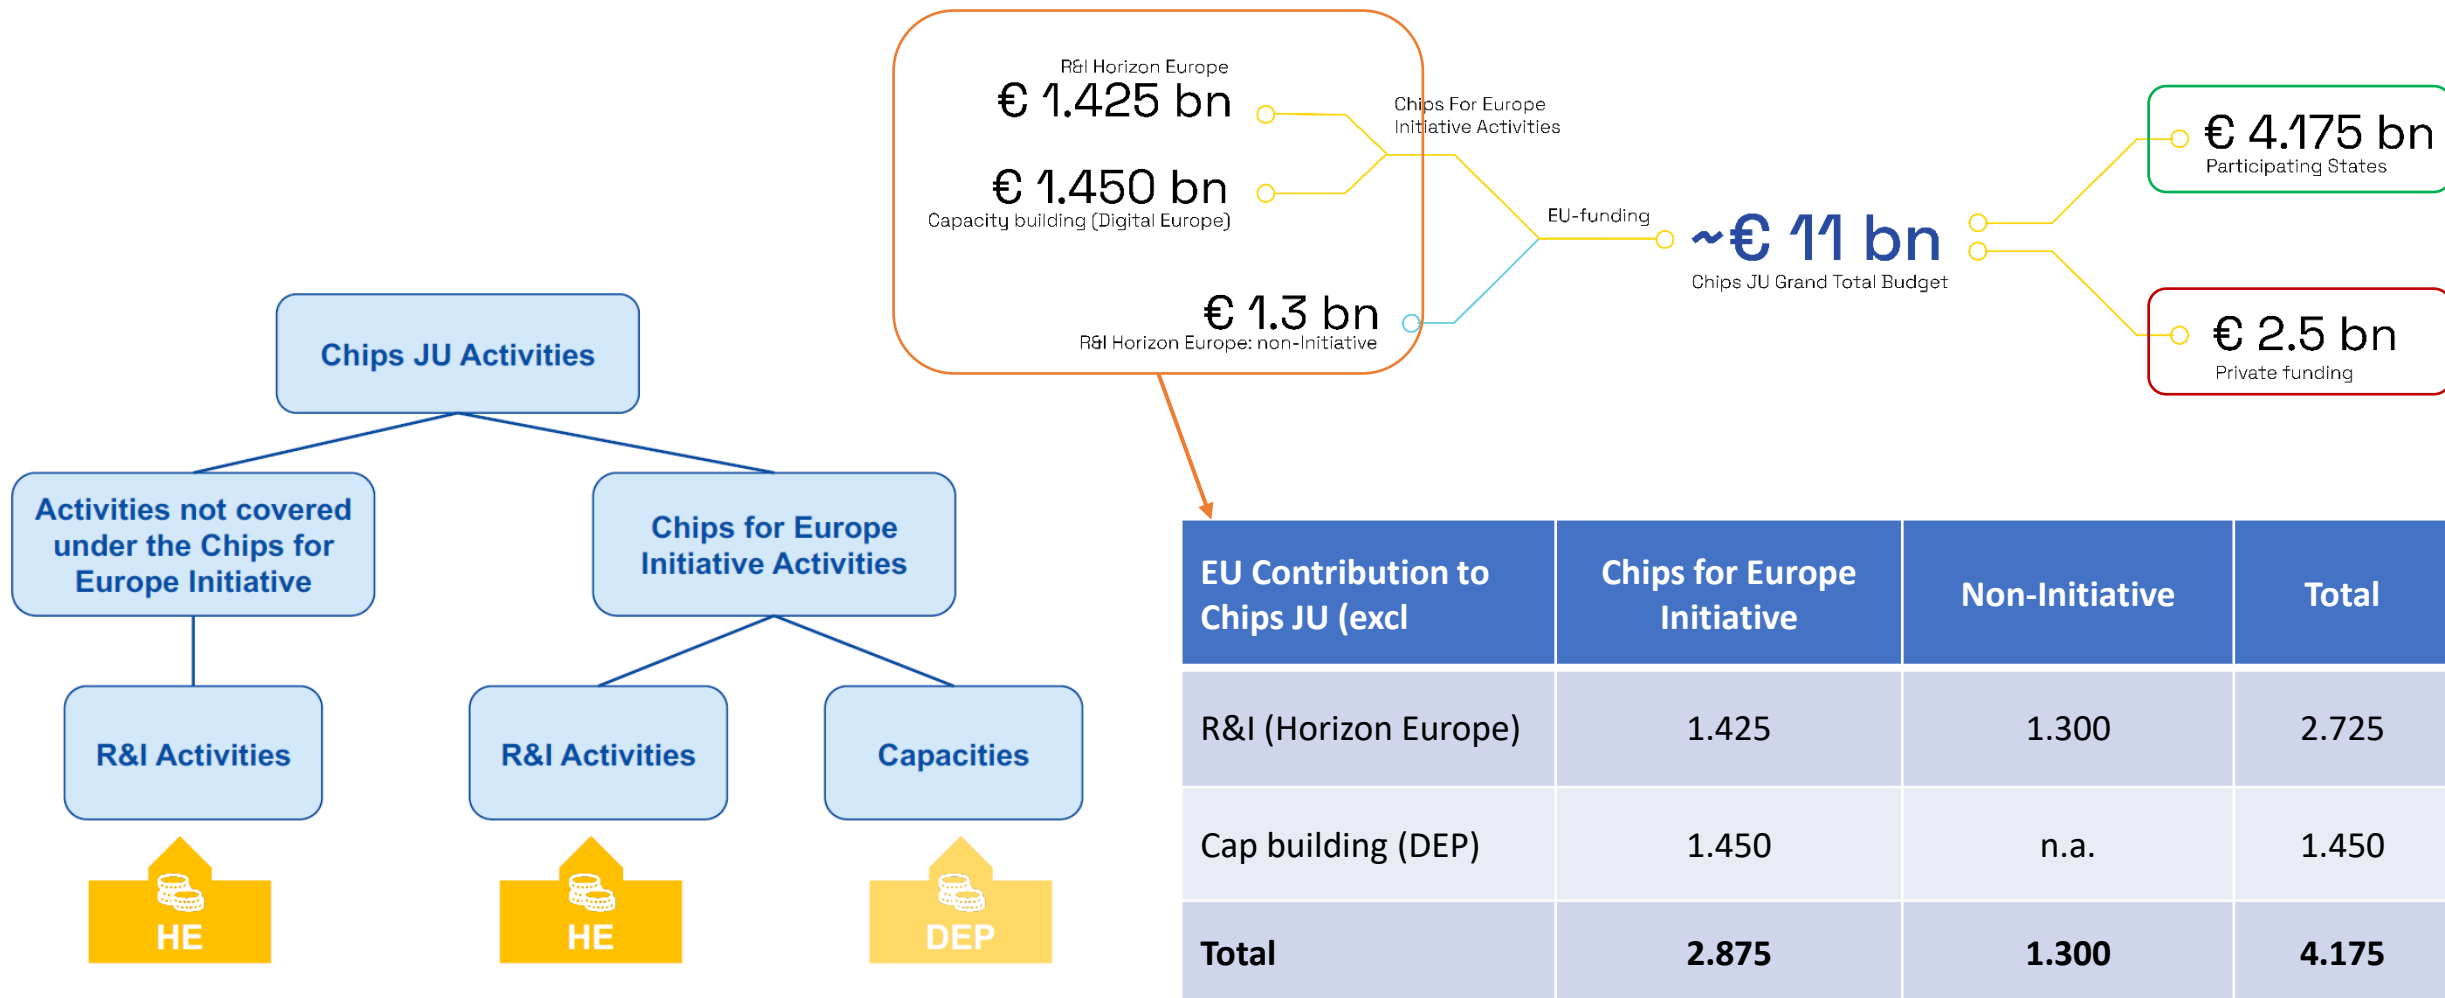 R&I Horizon Europe
€ 1.425 bn
€ 1.450 bn
Capacity building (Digital Europe)
€ 1.3 bn
R&I Horizon Europe: non-Initiative
Chips For Europe
Initiative Activities
EU-funding
~€ 11 bn
Chips JU Grand Total Budget
€ 4.175 bn
Participating States
€ 2.5 bn
Private funding
Chips JU Activities
Activities not covered
under the Chips for
Europe Initiative
Chips for Europe
Initiative Activities
R&I Activities
R&I Activities
Capacities
HE
HE
DEP
EU Contribution to
Chips JU (excl
Chips for Europe
Initiative
Non-Initiative
Total
R&I (Horizon Europe)
1.425
1.300
2.725
Cap building (DEP)
1.450
n.a.
1.450
Total
2.875
1.300
4.175